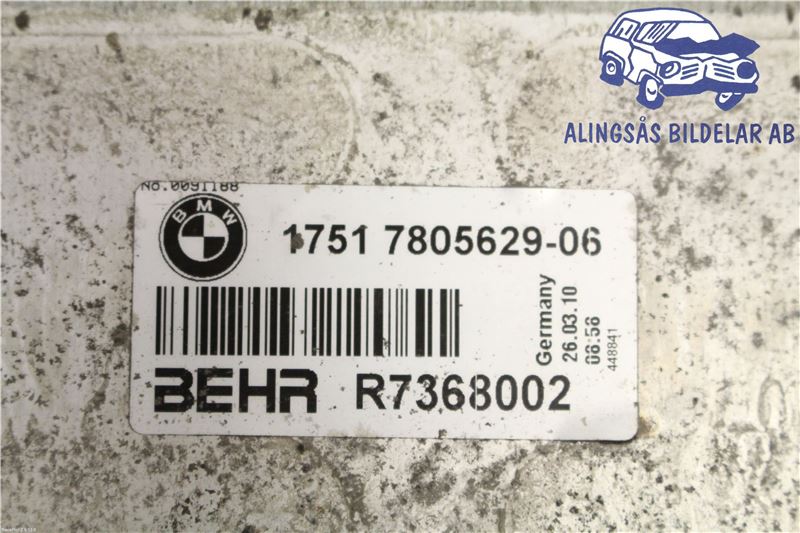 ALINGSÅS BILDELAR AB
No.0091188
BMW
1751 7805629-06
Germany
26.03.10
08:56
448841
BEHR R7368002